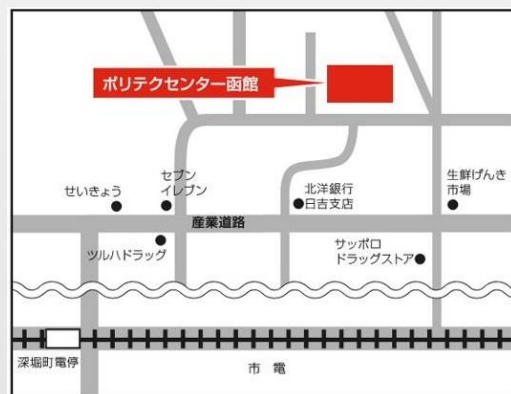 ポリテクセンター函館
セブン
イレブン
せいきょう
北洋銀行
日吉支店
生鮮げんき
市場
産業道路
ツルハドラッグ
サッポロ
ドラッグストア
深堀町電停
市電